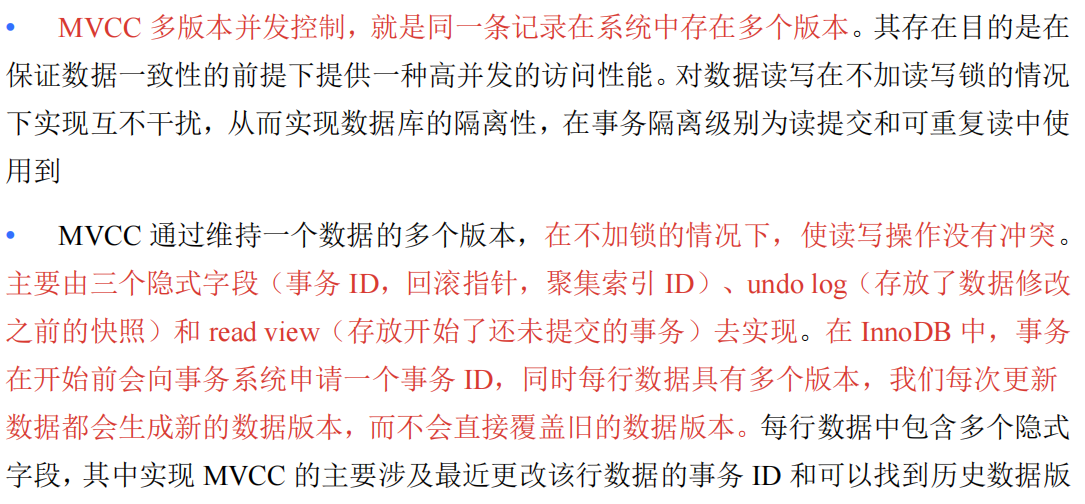 • MVCC 多版本并发控制，就是同一条记录在系统中存在多个版本。其存在目的是在
保证数据一致性的前提下提供一种高并发的访问性能。对数据读写在不加读写锁的情况
下实现互不干扰，从而实现数据库的隔离性，在事务隔离级别为读提交和可重复读中使
用到
• MVCC 通过维持一个数据的多个版本，在不加锁的情况下，使读写操作没有冲突。
主要由三个隐式字段（事务 ID，回滚指针，聚集索引 ID）、undo log（存放了数据修改
之前的快照）和 read view（存放开始了还未提交的事务）去实现。在 InnoDB 中，事务
在开始前会向事务系统申请一个事务 ID，同时每行数据具有多个版本，我们每次更新
数据都会生成新的数据版本，而不会直接覆盖旧的数据版本。每行数据中包含多个隐式
字段，其中实现 MVCC 的主要涉及最近更改该行数据的事务 ID 和可以找到历史数据版